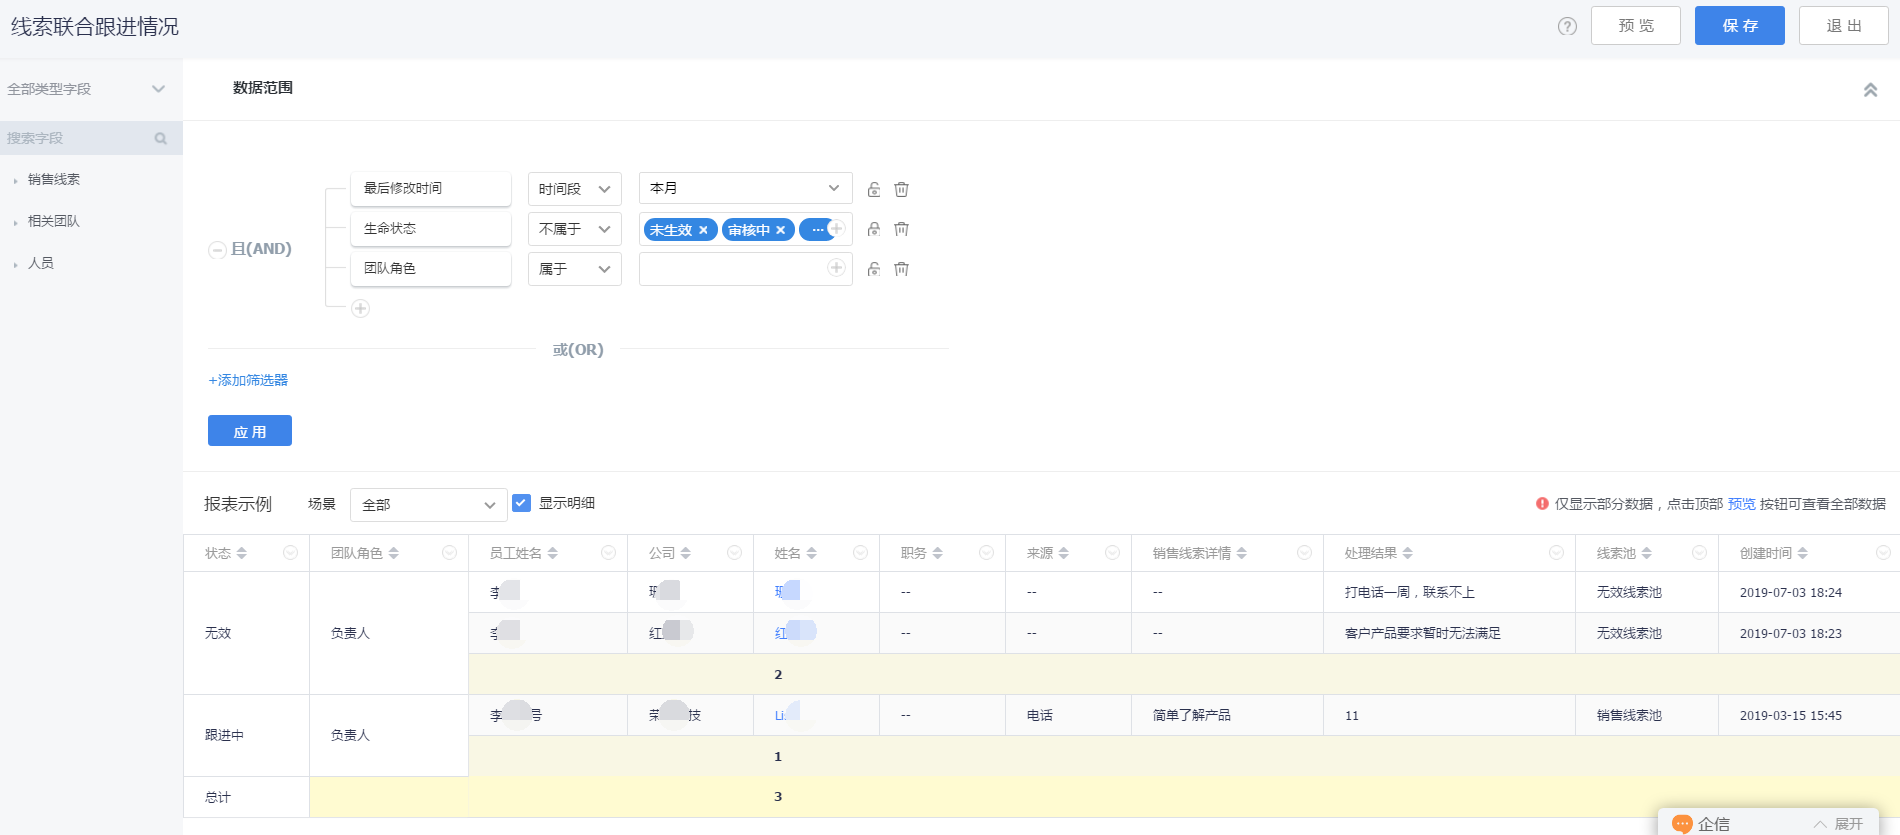 线索联合跟进情况
预 览
保 存
退 出
全部类型字段
搜索字段
销售线索
相关团队
人员
数据范围
且(AND)
最后修改时间 时间段 本月
生命状态 不属于 未生效 × 审核中 × ...
团队角色 属于
或(OR)
+添加筛选器
应 用
报表示例 场景 全部 显示明细
仅显示部分数据，点击顶部 预览 按钮可查看全部数据
状态 团队角色 员工姓名 公司 姓名 职务 来源 销售线索详情 处理结果 线索池 创建时间
李 -- -- -- 打电话一周，联系不上 无效线索池 2019-07-03 18:24
无效 负责人
李 红 红 -- -- -- 客户产品要求暂时无法满足 无效线索池 2019-07-03 18:23
2
李 号 荣 技 Li -- 电话 简单了解产品 11 销售线索池 2019-03-15 15:45
跟进中 负责人
1
总计 3
企信 展开